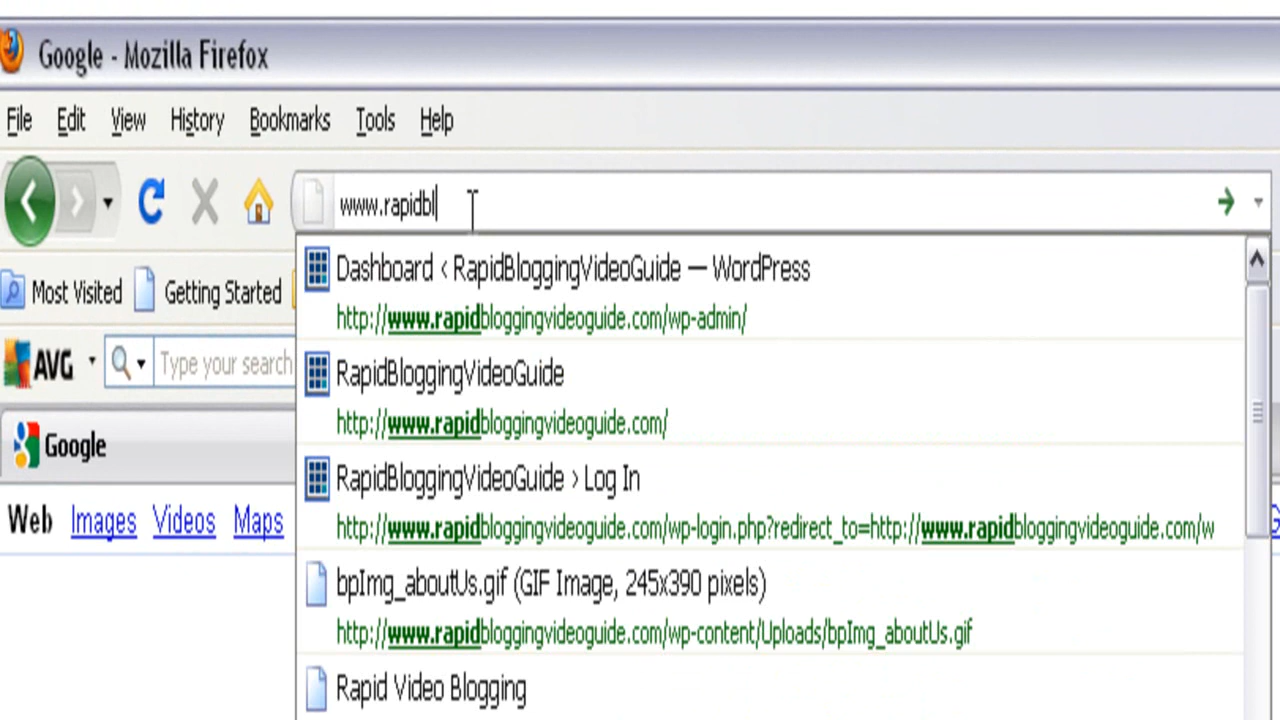 Google - Mozilla Firefox
File Edit View History Bookmarks Tools Help
www.rapidbl
Dashboard ‹ RapidBloggingVideoGuide — WordPress
http://www.rapidbloggingvideoguide.com/wp-admin/
Most Visited Getting Started
RapidBloggingVideoGuide
http://www.rapidbloggingvideoguide.com/
AVG Type your search
Google
RapidBloggingVideoGuide › Log In
http://www.rapidbloggingvideoguide.com/wp-login.php?redirect_to=http://www.rapidbloggingvideoguide.com/w
Web Images Videos Maps
bpImg_aboutUs.gif (GIF Image, 245x390 pixels)
http://www.rapidbloggingvideoguide.com/wp-content/Uploads/bpImg_aboutUs.gif
Rapid Video Blogging